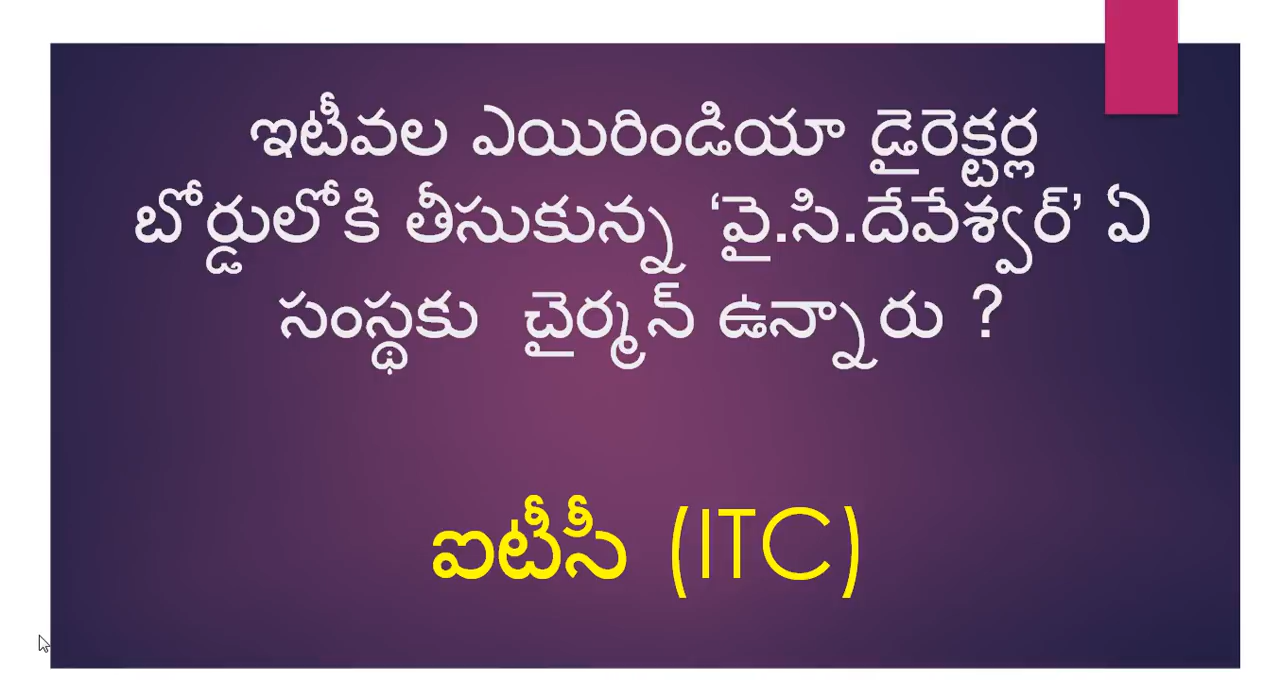 ఇటీవల ఎయిరిండియా డైరెక్టర్ల
బోర్డులోకి తీసుకున్న 'వై.సి.దేవేశ్వర్' ఏ
సంస్థకు చైర్మన్ ఉన్నారు ?
ఐటీసీ (ITC)